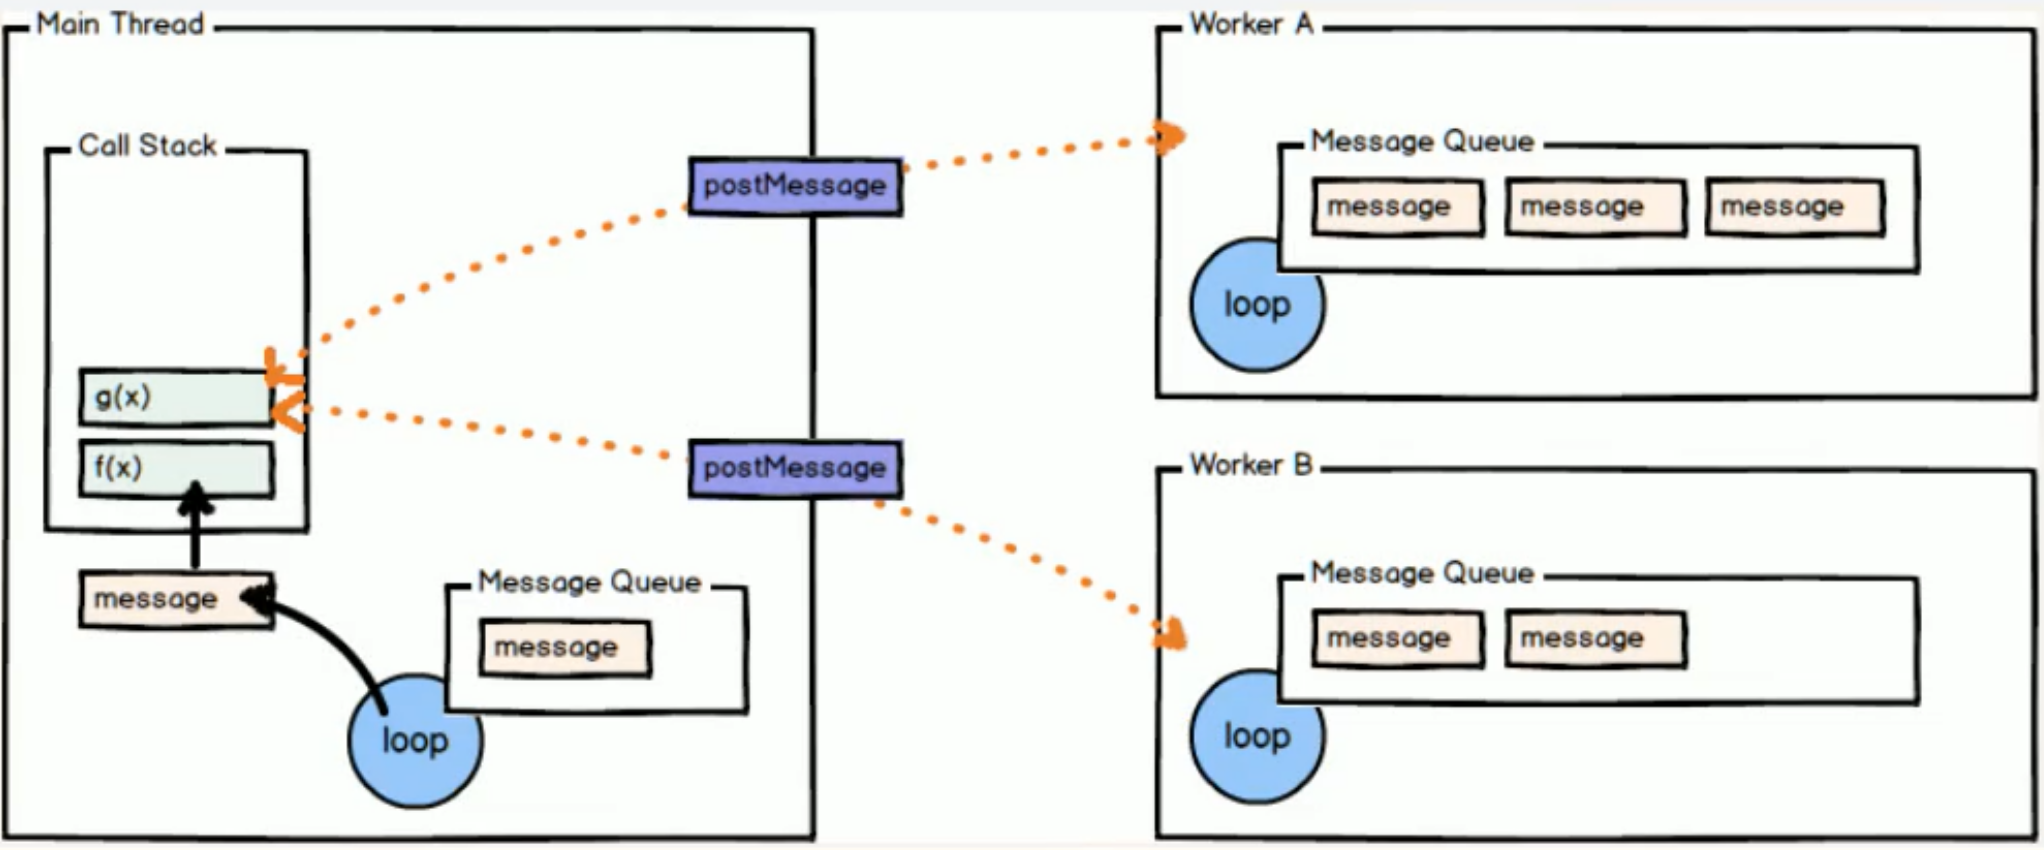 Main Thread
Call Stack
g(x)
f(x)
message
Message Queue
message
loop
postMessage
postMessage
Worker A
Message Queue
message message message
loop
Worker B
Message Queue
message message
loop